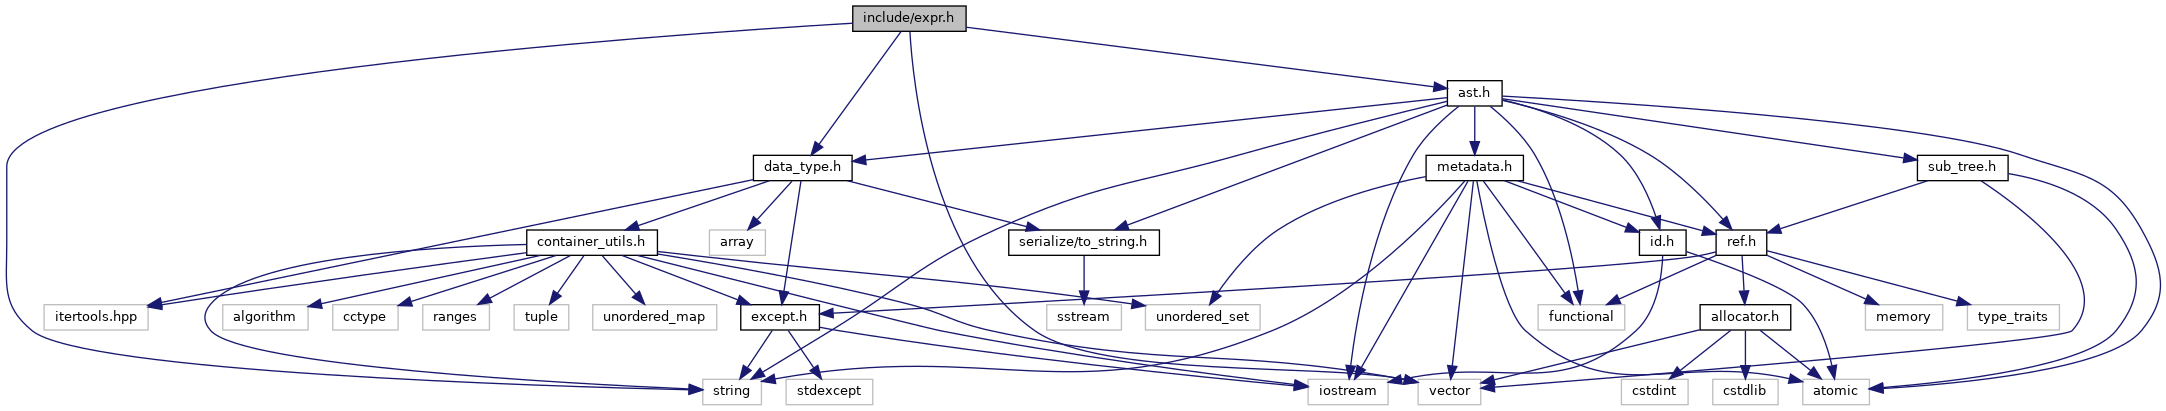 include/expr.h
ast.h
data_type.h
metadata.h
sub_tree.h
container_utils.h
array
serialize/to_string.h
id.h
ref.h
itertools.hpp
algorithm
cctype
ranges
tuple
unordered_map
except.h
sstream
unordered_set
functional
allocator.h
memory
type_traits
string
stdexcept
iostream
vector
cstdint
cstdlib
atomic